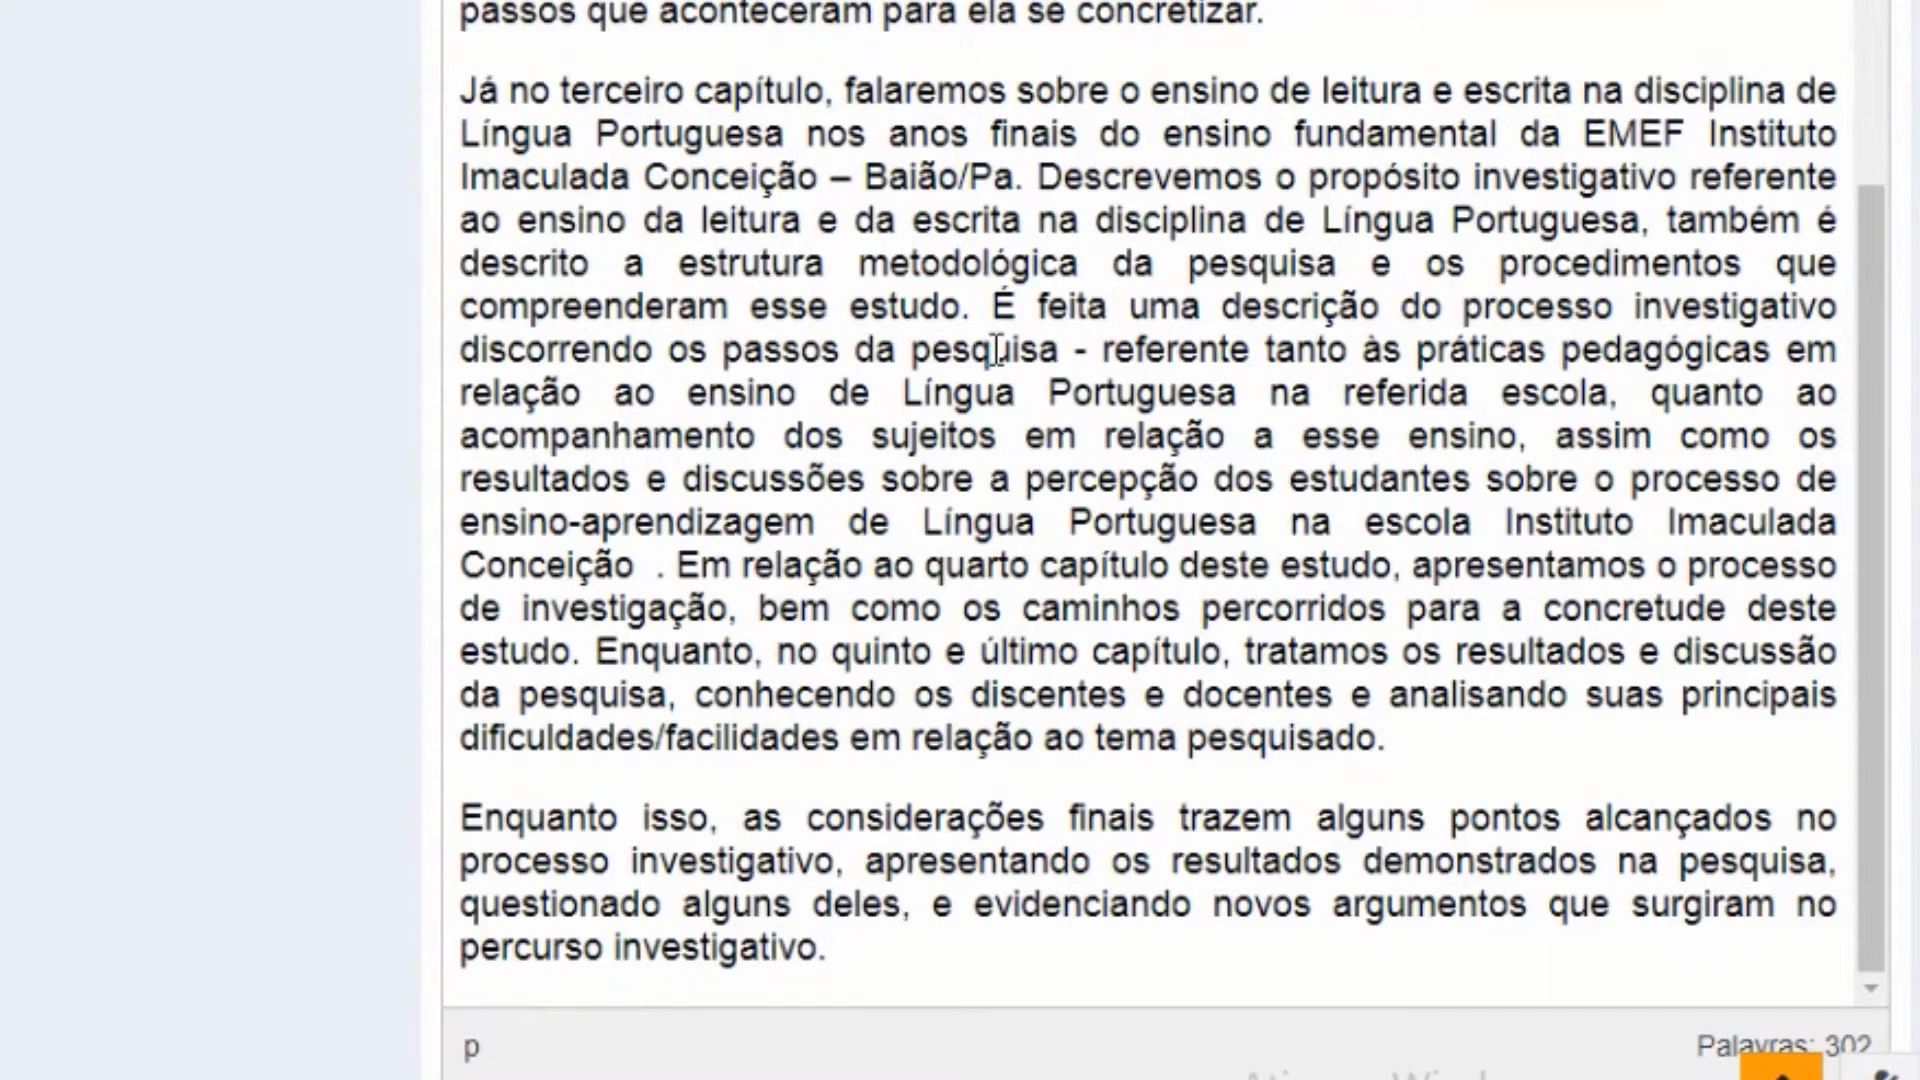 passos que aconteceram para ela se concretizar.
Já no terceiro capítulo, falaremos sobre o ensino de leitura e escrita na disciplina de
Língua Portuguesa nos anos finais do ensino fundamental da EMEF Instituto
Imaculada Conceição – Baião/Pa. Descrevemos o propósito investigativo referente
ao ensino da leitura e da escrita na disciplina de Língua Portuguesa, também é
descrito a estrutura metodológica da pesquisa e os procedimentos que
compreenderam esse estudo. É feita uma descrição do processo investigativo
discorrendo os passos da pesquisa - referente tanto às práticas pedagógicas em
relação ao ensino de Língua Portuguesa na referida escola, quanto ao
acompanhamento dos sujeitos em relação a esse ensino, assim como os
resultados e discussões sobre a percepção dos estudantes sobre o processo de
ensino-aprendizagem de Língua Portuguesa na escola Instituto Imaculada
Conceição . Em relação ao quarto capítulo deste estudo, apresentamos o processo
de investigação, bem como os caminhos percorridos para a concretude deste
estudo. Enquanto, no quinto e último capítulo, tratamos os resultados e discussão
da pesquisa, conhecendo os discentes e docentes e analisando suas principais
dificuldades/facilidades em relação ao tema pesquisado.
Enquanto isso, as considerações finais trazem alguns pontos alcançados no
processo investigativo, apresentando os resultados demonstrados na pesquisa,
questionado alguns deles, e evidenciando novos argumentos que surgiram no
percurso investigativo.
p
Palavras: 302